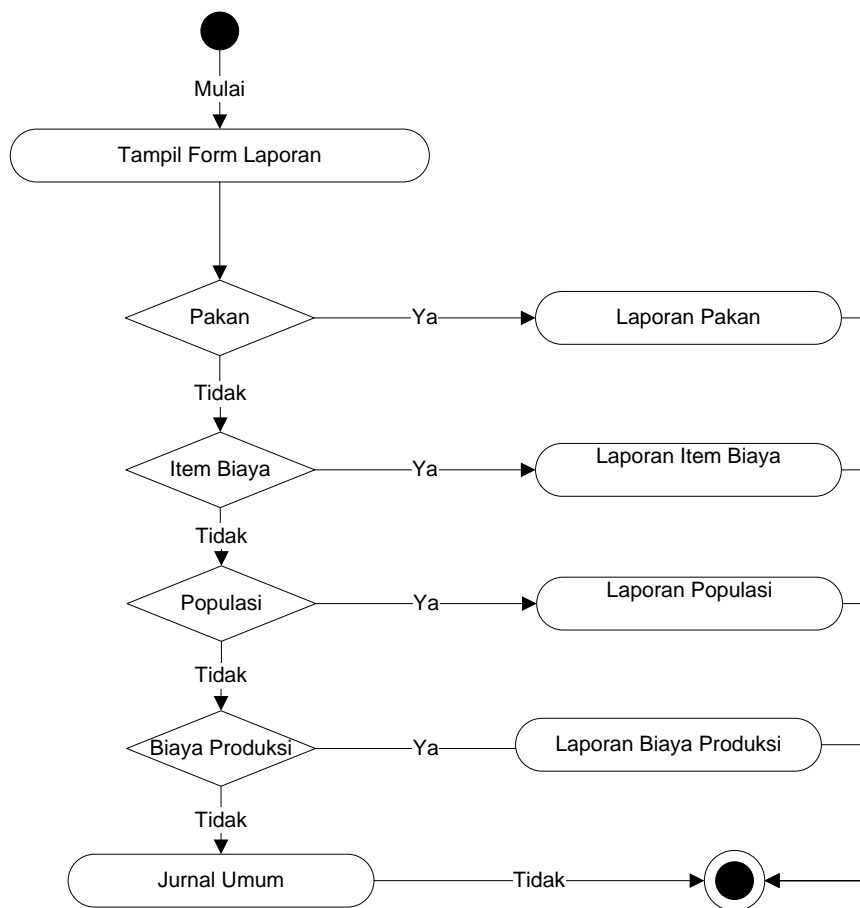 Mulai
Tampil Form Laporan
Pakan
Ya
Laporan Pakan
Tidak
Item Biaya
Ya
Laporan Item Biaya
Tidak
Populasi
Ya
Laporan Populasi
Tidak
Biaya Produksi
Ya
Laporan Biaya Produksi
Tidak
Jurnal Umum
Tidak